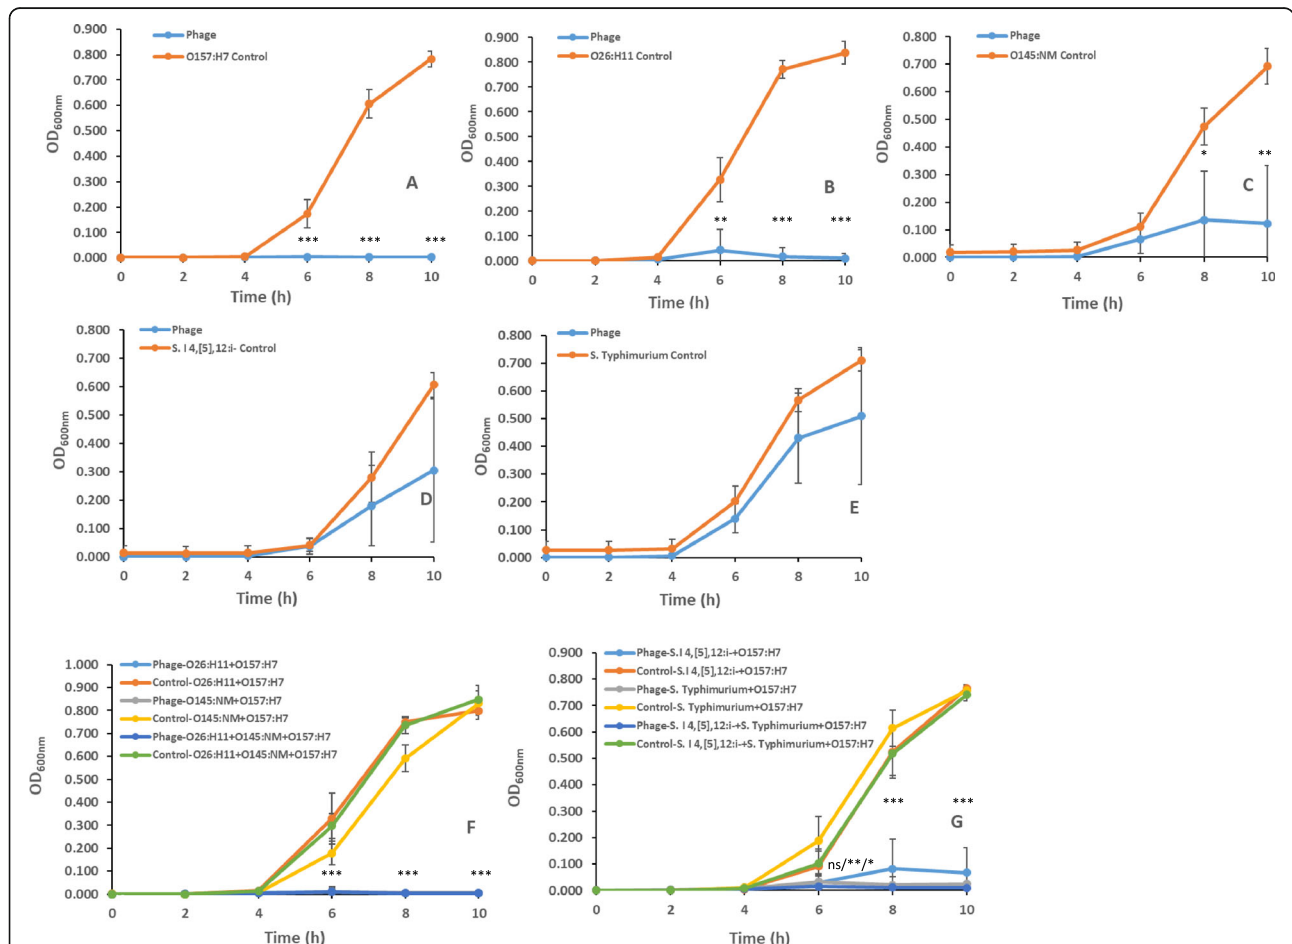 Phage
O157:H7 Control
OD600nm
0.900
0.800
0.700
0.600
0.500
0.400
0.300
0.200
0.100
0.000
A
*** *** ***
0 2 4 6 8 10
Time (h)
Phage
O26:H11 Control
OD600nm
0.900
0.800
0.700
0.600
0.500
0.400
0.300
0.200
0.100
0.000
B
** *** ***
0 2 4 6 8 10
Time (h)
Phage
O145:NM Control
OD600nm
0.800
0.700
0.600
0.500
0.400
0.300
0.200
0.100
0.000
* **
C
0 2 4 6 8 10
Time (h)
Phage
S. I 4,[5],12:i- Control
OD600nm
0.800
0.700
0.600
0.500
0.400
0.300
0.200
0.100
0.000
D
0 2 4 6 8 10
Time (h)
Phage
S. Typhimurium Control
OD600nm
0.800
0.700
0.600
0.500
0.400
0.300
0.200
0.100
0.000
E
0 2 4 6 8 10
Time (h)
Phage-O26:H11+O157:H7
Control-O26:H11+O157:H7
Phage-O145:NM+O157:H7
Control-O145:NM+O157:H7
Phage-O26:H11+O145:NM+O157:H7
Control-O26:H11+O145:NM+O157:H7
OD600nm
1.000
0.900
0.800
0.700
0.600
0.500
0.400
0.300
0.200
0.100
0.000
F
*** *** ***
0 2 4 6 8 10
Time (h)
Phage-S.I 4,[5],12:i-+O157:H7
Control-S.I 4,[5],12:i-+O157:H7
Phage-S. Typhimurium+O157:H7
Control-S. Typhimurium+O157:H7
Phage-S. I 4,[5],12:i-+S. Typhimurium+O157:H7
Control-S. I 4,[5],12:i-+S. Typhimurium+O157:H7
OD600nm
0.900
0.800
0.700
0.600
0.500
0.400
0.300
0.200
0.100
0.000
*** ***
G
ns/**/*
0 2 4 6 8 10
Time (h)